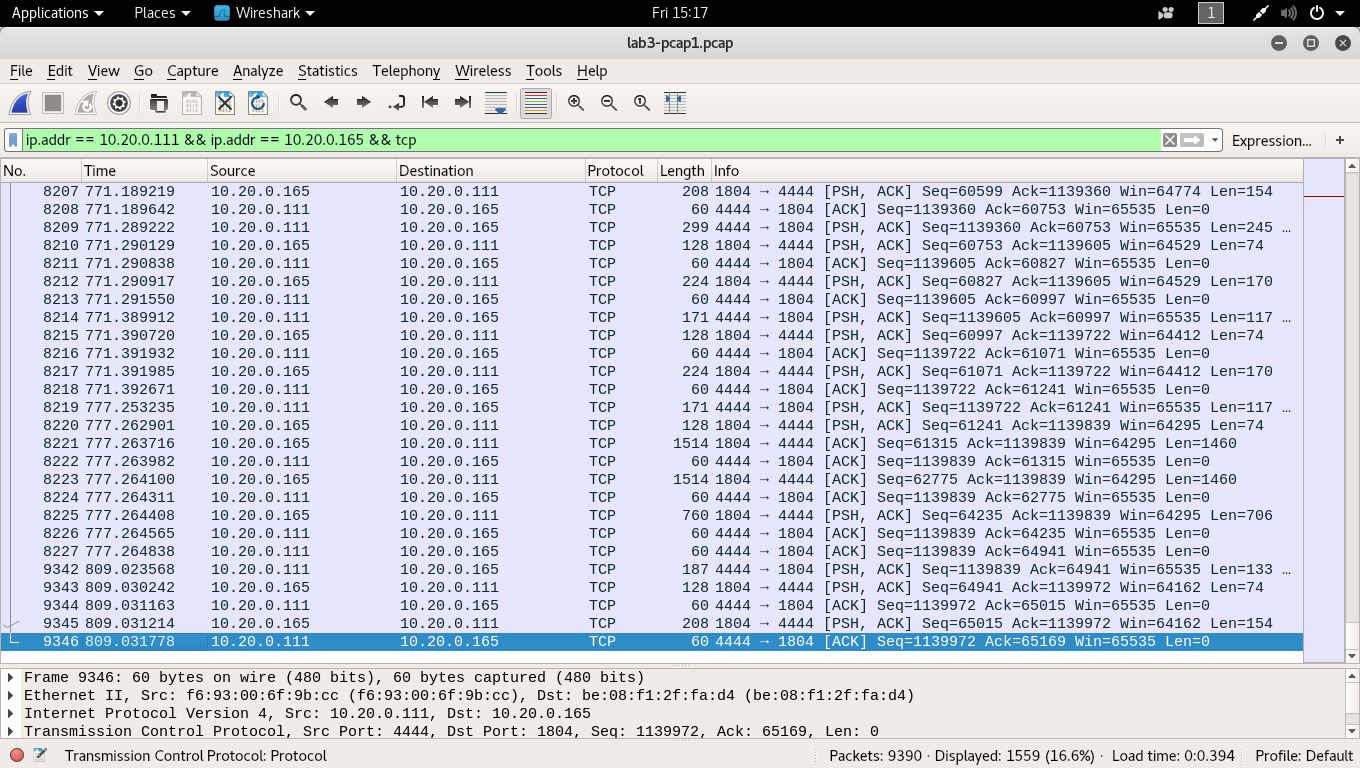 Applications Places Wireshark Fri 15:17 1
lab3-pcap1.pcap
File Edit View Go Capture Analyze Statistics Telephony Wireless Tools Help
ip.addr == 10.20.0.111 && ip.addr == 10.20.0.165 && tcp Expression... +
No. Time Source Destination Protocol Length Info
8207 771.189219 10.20.0.165 10.20.0.111 TCP 208 1804 → 4444 [PSH, ACK] Seq=60599 Ack=1139360 Win=64774 Len=154
8208 771.189642 10.20.0.111 10.20.0.165 TCP 60 4444 → 1804 [ACK] Seq=1139360 Ack=60753 Win=65535 Len=0
8209 771.289222 10.20.0.111 10.20.0.165 TCP 299 4444 → 1804 [PSH, ACK] Seq=1139360 Ack=60753 Win=65535 Len=245 …
8210 771.290129 10.20.0.165 10.20.0.111 TCP 128 1804 → 4444 [PSH, ACK] Seq=60753 Ack=1139605 Win=64529 Len=74
8211 771.290838 10.20.0.111 10.20.0.165 TCP 60 4444 → 1804 [ACK] Seq=1139605 Ack=60827 Win=65535 Len=0
8212 771.290917 10.20.0.165 10.20.0.111 TCP 224 1804 → 4444 [PSH, ACK] Seq=60827 Ack=1139605 Win=64529 Len=170
8213 771.291550 10.20.0.111 10.20.0.165 TCP 60 4444 → 1804 [ACK] Seq=1139605 Ack=60997 Win=65535 Len=0
8214 771.389912 10.20.0.111 10.20.0.165 TCP 171 4444 → 1804 [PSH, ACK] Seq=1139605 Ack=60997 Win=65535 Len=117 …
8215 771.390720 10.20.0.165 10.20.0.111 TCP 128 1804 → 4444 [PSH, ACK] Seq=60997 Ack=1139722 Win=64412 Len=74
8216 771.391932 10.20.0.111 10.20.0.165 TCP 60 4444 → 1804 [ACK] Seq=1139722 Ack=61071 Win=65535 Len=0
8217 771.391985 10.20.0.165 10.20.0.111 TCP 224 1804 → 4444 [PSH, ACK] Seq=61071 Ack=1139722 Win=64412 Len=170
8218 771.392671 10.20.0.111 10.20.0.165 TCP 60 4444 → 1804 [ACK] Seq=1139722 Ack=61241 Win=65535 Len=0
8219 777.253235 10.20.0.111 10.20.0.165 TCP 171 4444 → 1804 [PSH, ACK] Seq=1139722 Ack=61241 Win=65535 Len=117 …
8220 777.262901 10.20.0.165 10.20.0.111 TCP 128 1804 → 4444 [PSH, ACK] Seq=61241 Ack=1139839 Win=64295 Len=74
8221 777.263716 10.20.0.165 10.20.0.111 TCP 1514 1804 → 4444 [ACK] Seq=61315 Ack=1139839 Win=64295 Len=1460
8222 777.263982 10.20.0.111 10.20.0.165 TCP 60 4444 → 1804 [ACK] Seq=1139839 Ack=61315 Win=65535 Len=0
8223 777.264100 10.20.0.165 10.20.0.111 TCP 1514 1804 → 4444 [ACK] Seq=62775 Ack=1139839 Win=64295 Len=1460
8224 777.264311 10.20.0.111 10.20.0.165 TCP 60 4444 → 1804 [ACK] Seq=1139839 Ack=62775 Win=65535 Len=0
8225 777.264408 10.20.0.165 10.20.0.111 TCP 760 1804 → 4444 [PSH, ACK] Seq=64235 Ack=1139839 Win=64295 Len=706
8226 777.264565 10.20.0.111 10.20.0.165 TCP 60 4444 → 1804 [ACK] Seq=1139839 Ack=64235 Win=65535 Len=0
8227 777.264838 10.20.0.111 10.20.0.165 TCP 60 4444 → 1804 [ACK] Seq=1139839 Ack=64941 Win=65535 Len=0
9342 809.023568 10.20.0.111 10.20.0.165 TCP 187 4444 → 1804 [PSH, ACK] Seq=1139839 Ack=64941 Win=65535 Len=133 …
9343 809.030242 10.20.0.165 10.20.0.111 TCP 128 1804 → 4444 [PSH, ACK] Seq=64941 Ack=1139972 Win=64162 Len=74
9344 809.031163 10.20.0.111 10.20.0.165 TCP 60 4444 → 1804 [ACK] Seq=1139972 Ack=65015 Win=65535 Len=0
9345 809.031214 10.20.0.165 10.20.0.111 TCP 208 1804 → 4444 [PSH, ACK] Seq=65015 Ack=1139972 Win=64162 Len=154
9346 809.031778 10.20.0.111 10.20.0.165 TCP 60 4444 → 1804 [ACK] Seq=1139972 Ack=65169 Win=65535 Len=0
Frame 9346: 60 bytes on wire (480 bits), 60 bytes captured (480 bits)
Ethernet II, Src: f6:93:00:6f:9b:cc (f6:93:00:6f:9b:cc), Dst: be:08:f1:2f:fa:d4 (be:08:f1:2f:fa:d4)
Internet Protocol Version 4, Src: 10.20.0.111, Dst: 10.20.0.165
Transmission Control Protocol, Src Port: 4444, Dst Port: 1804, Seq: 1139972, Ack: 65169, Len: 0
Transmission Control Protocol: Protocol Packets: 9390 · Displayed: 1559 (16.6%) · Load time: 0:0.394 Profile: Default